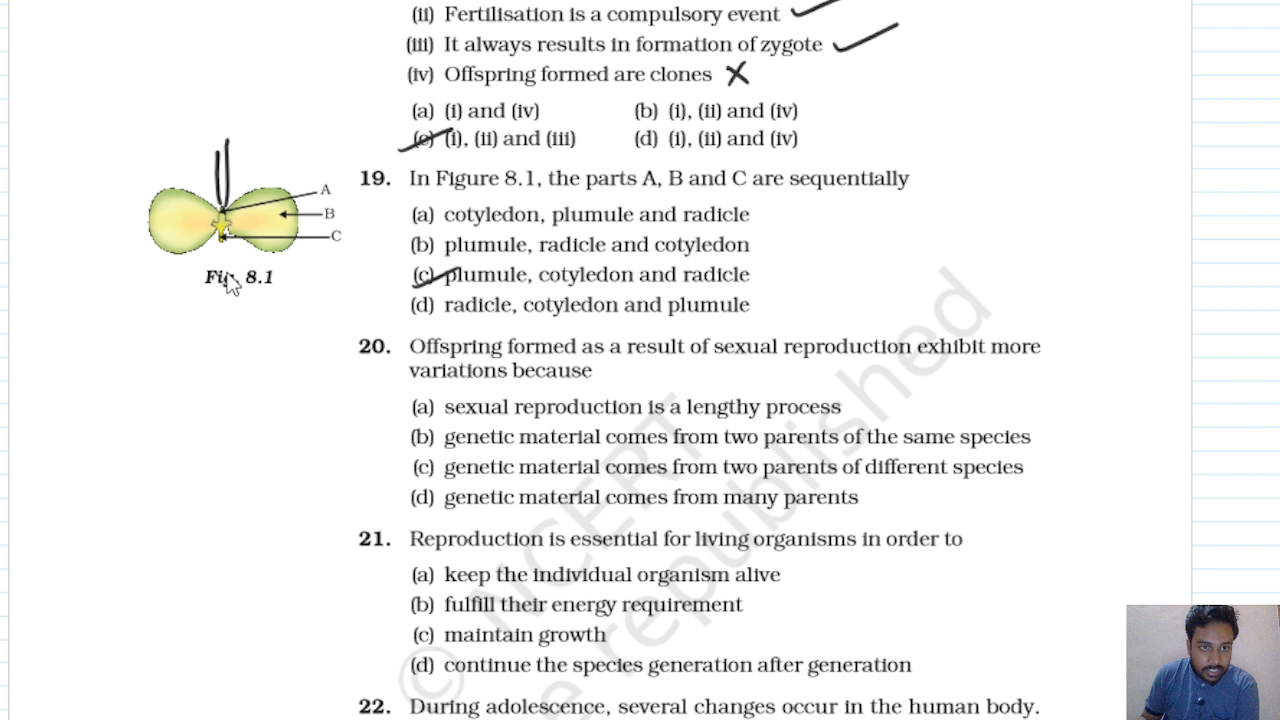 (ii) Fertilisation is a compulsory event
(iii) It always results in formation of zygote
(iv) Offspring formed are clones
(a) (i) and (iv) (b) (i), (ii) and (iv)
(c) (i), (ii) and (iii) (d) (i), (ii) and (iv)
19. In Figure 8.1, the parts A, B and C are sequentially
A
B
C
Fig. 8.1
(a) cotyledon, plumule and radicle
(b) plumule, radicle and cotyledon
(c) plumule, cotyledon and radicle
(d) radicle, cotyledon and plumule
20. Offspring formed as a result of sexual reproduction exhibit more
variations because
(a) sexual reproduction is a lengthy process
(b) genetic material comes from two parents of the same species
(c) genetic material comes from two parents of different species
(d) genetic material comes from many parents
21. Reproduction is essential for living organisms in order to
(a) keep the individual organism alive
(b) fulfill their energy requirement
(c) maintain growth
(d) continue the species generation after generation
22. During adolescence, several changes occur in the human body.
© NCERT
republished